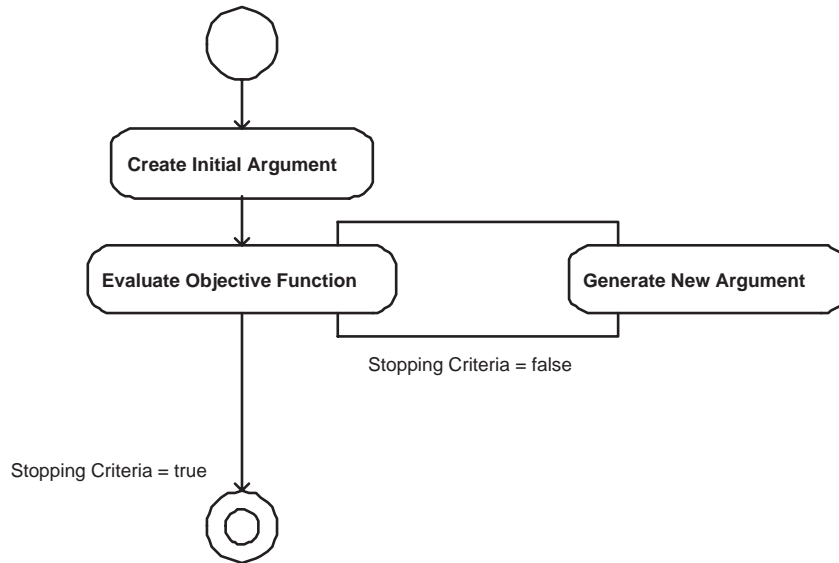 Create Initial Argument
Evaluate Objective Function
Generate New Argument
Stopping Criteria = false
Stopping Criteria = true